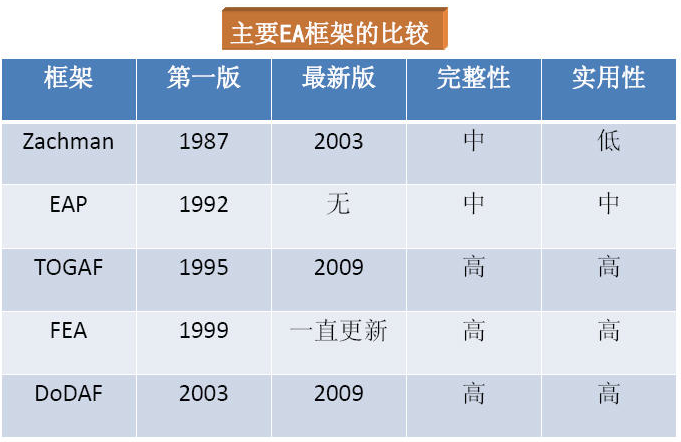 主要EA框架的比较
框架 第一版 最新版 完整性 实用性
Zachman 1987 2003 中 低
EAP 1992 无 中 中
TOGAF 1995 2009 高 高
FEA 1999 一直更新 高 高
DoDAF 2003 2009 高 高